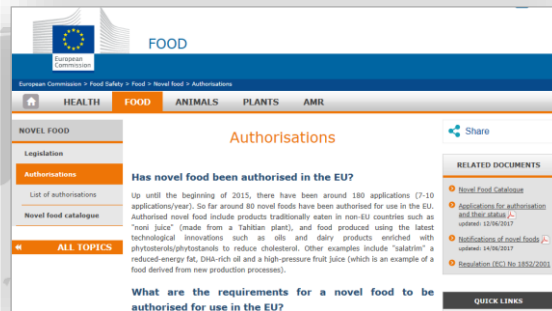 European
Commission
FOOD
European Commission > Food Safety > Food > Novel food > Authorisations
HEALTH FOOD ANIMALS PLANTS AMR
NOVEL FOOD
Legislation
Authorisations
List of authorisations
Novel food catalogue
« ALL TOPICS
Authorisations
Has novel food been authorised in the EU?
Up until the beginning of 2015, there have been around 180 applications (7-10
applications/year). So far around 80 novel foods have been authorised for use in the EU.
Authorised novel food include products traditionally eaten in non-EU countries such as
"noni juice" (made from a Tahitian plant), and food produced using the latest
technological innovations such as oils and dairy products enriched with
phytosterols/phytostanols to reduce cholesterol. Other examples include "salatrim" a
reduced-energy fat, DHA-rich oil and a high-pressure fruit juice (which is an example of a
food derived from new production processes).
What are the requirements for a novel food to be
authorised for use in the EU?
Share
RELATED DOCUMENTS
Novel Food Catalogue
Applications for authorisation
and their status
updated: 12/06/2017
Notifications of novel foods
updated: 14/06/2017
Regulation (EC) No 1852/2001
QUICK LINKS